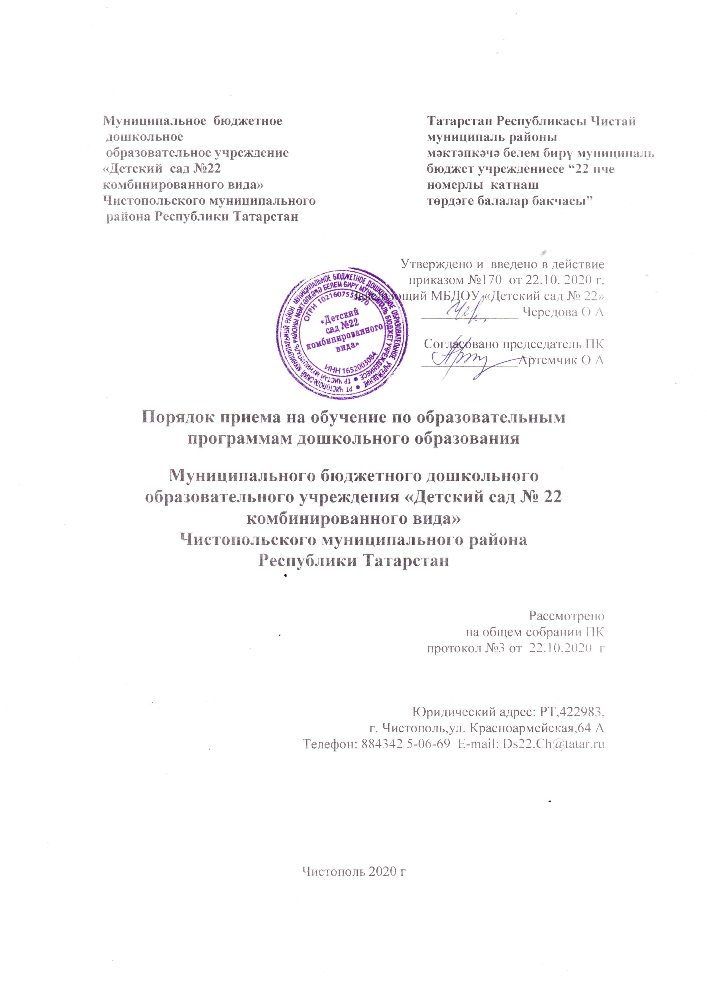 Муниципальное бюджетное
дошкольное
образовательное учреждение
«Детский сад №22
комбинированного вида»
Чистопольского муниципального
района Республики Татарстан
Татарстан Республикасы Чистай
муниципаль районы
мәктәпкәчә белем бирү муниципаль
бюджет учреждениесе “22 нче
номерлы катнаш
төрдәге балалар бакчасы”
Утверждено и введено в действие
приказом №170 от 22.10. 2020 г.
Заведующий МБДОУ «Детский сад № 22»
Чередова О А
Согласовано председатель ПК
Артемчик О А
РТ ЧИСТОПОЛЬСКИЙ МУНИЦИПАЛЬНЫЙ РАЙОН МУНИЦИПАЛЬНОЕ БЮДЖЕТНОЕ ДОШКОЛЬНОЕ ОБРАЗОВАТЕЛЬНОЕ УЧРЕЖДЕНИЕ
ТР ЧИСТАЙ МУНИЦИПАЛЬ РАЙОНЫ МӘКТӘПКӘЧӘ БЕЛЕМ БИРҮ МУНИЦИПАЛЬ БЮДЖЕТ УЧРЕЖДЕНИЕСЕ
ОГРН
«Детский
сад №22
комбинированного
вида»
ИНН 1652003084
Порядок приема на обучение по образовательным
программам дошкольного образования
Муниципального бюджетного дошкольного
образовательного учреждения «Детский сад № 22
комбинированного вида»
Чистопольского муниципального района
Республики Татарстан
Рассмотрено
на общем собрании ПК
протокол №3 от 22.10.2020 г
Юридический адрес: РТ,422983,
г. Чистополь,ул. Красноармейская,64 А
Телефон: 884342 5-06-69 E-mail: Ds22.Ch@tatar.ru
Чистополь 2020 г